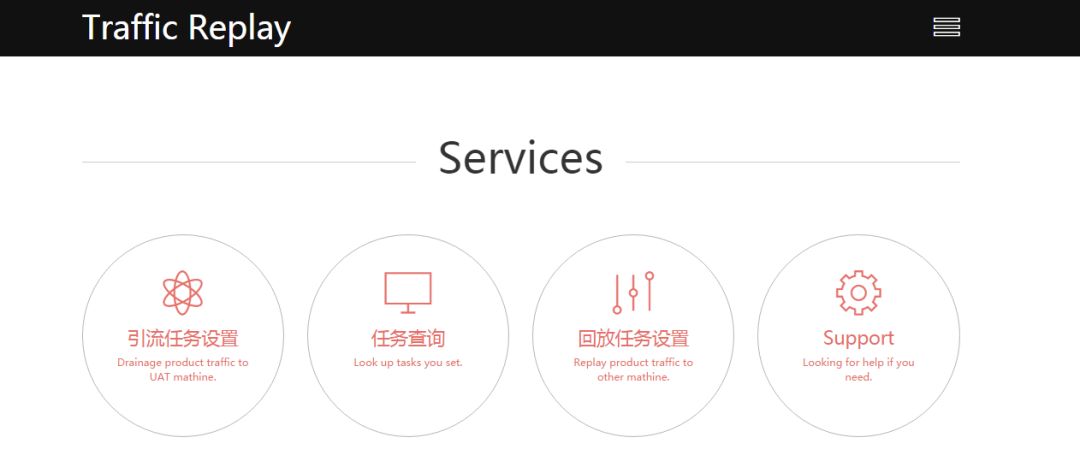 Traffic Replay
Services
引流任务设置
Drainage product traffic to
UAT mathine.
任务查询
Look up tasks you set.
回放任务设置
Replay product traffic to
other mathine.
Support
Looking for help if you
need.